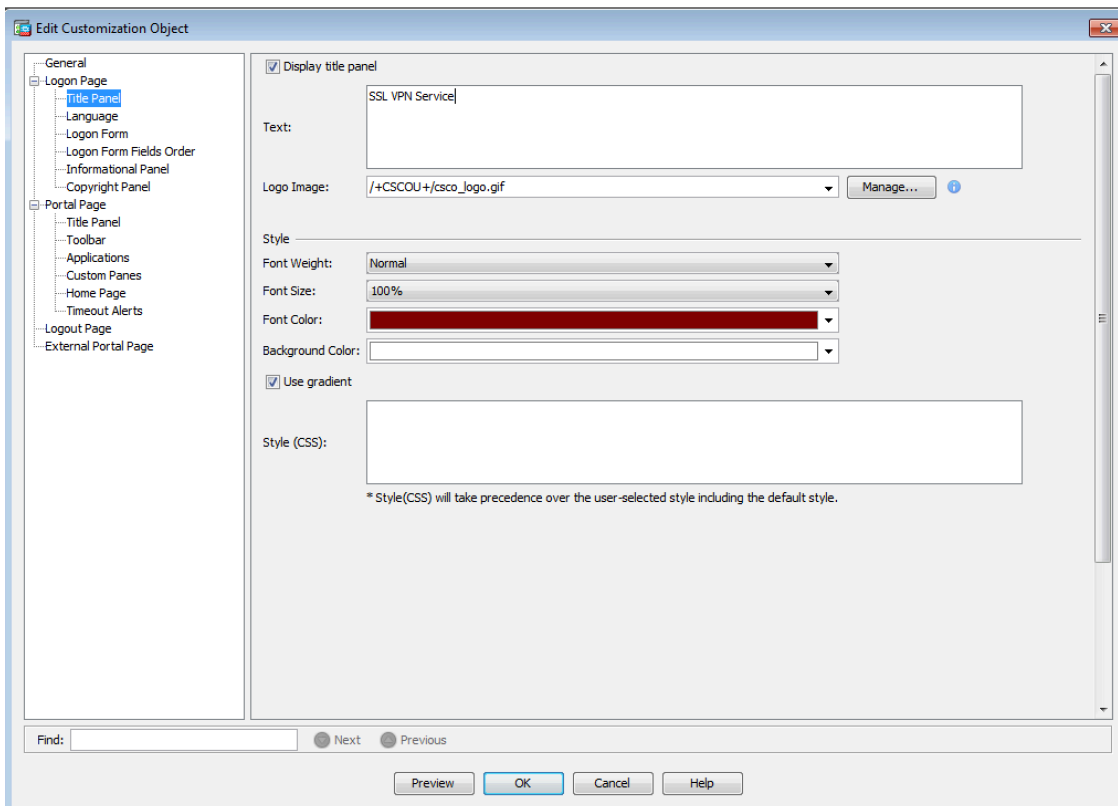 Edit Customization Object
General
Logon Page
Title Panel
Language
Logon Form
Logon Form Fields Order
Informational Panel
Copyright Panel
Portal Page
Title Panel
Toolbar
Applications
Custom Panes
Home Page
Timeout Alerts
Logout Page
External Portal Page
Display title panel
Text:
SSL VPN Service
Logo Image: /+CSCOU+/csco_logo.gif Manage...
Style
Font Weight: Normal
Font Size: 100%
Font Color:
Background Color:
Use gradient
Style (CSS):
* Style(CSS) will take precedence over the user-selected style including the default style.
Find: Next Previous
Preview OK Cancel Help